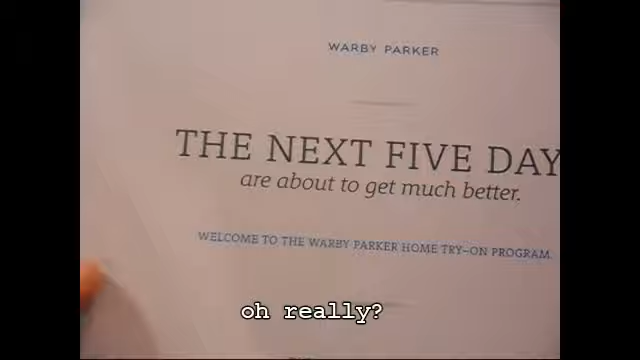 WARBY PARKER
THE NEXT FIVE DAY
are about to get much better.
WELCOME TO THE WARBY PARKER HOME TRY-ON PROGRAM.
oh really?